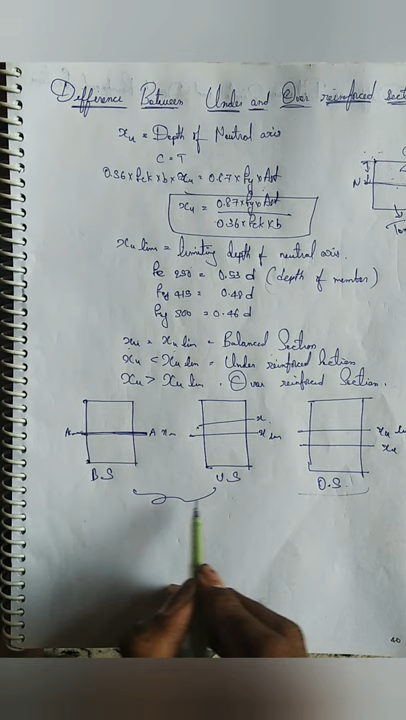 Difference Between Under and Over reinforced sect
xu = Depth of Neutral axis
C = T
0.36 x fck x b x xu = 0.87 x fy x Ast
xu = 0.87 x fy x Ast
0.36 x fck x b
N
xu lim = limiting depth of neutral axis.
Fe 250 = 0.53 d (depth of member)
Fy 415 = 0.48 d
Fy 500 = 0.46 d
xu = xu lim = Balanced Section
xu < xu lim = Under reinforced Section
xu > xu lim . Over reinforced Section.
A A
x
x lim
xu
B.S U.S O.S
40